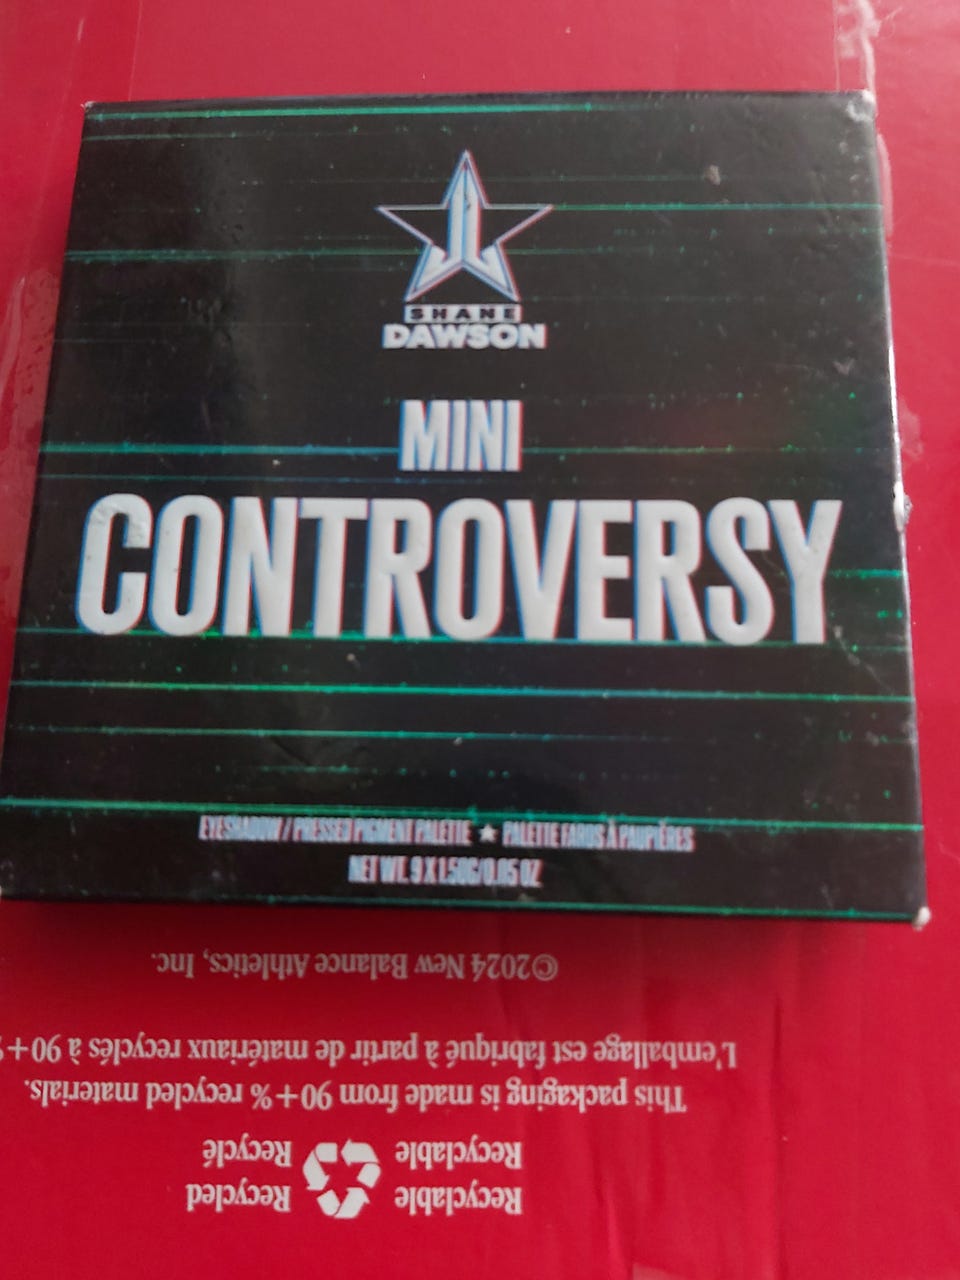 SHANE
DAWSON
MINI
CONTROVERSY
EYESHADOW / PRESSED PIGMENT PALETTE ★ PALETTE FARDS À PAUPIÈRES
NET WT. 9 X 1.50G/0.05 OZ
©2024 New Balance Athletics, Inc.
L'emballage est fabriqué à partir de matériaux recyclés à 90+%
This packaging is made from 90+% recycled materials.
Recyclable Recyclé
Recyclable Recycled